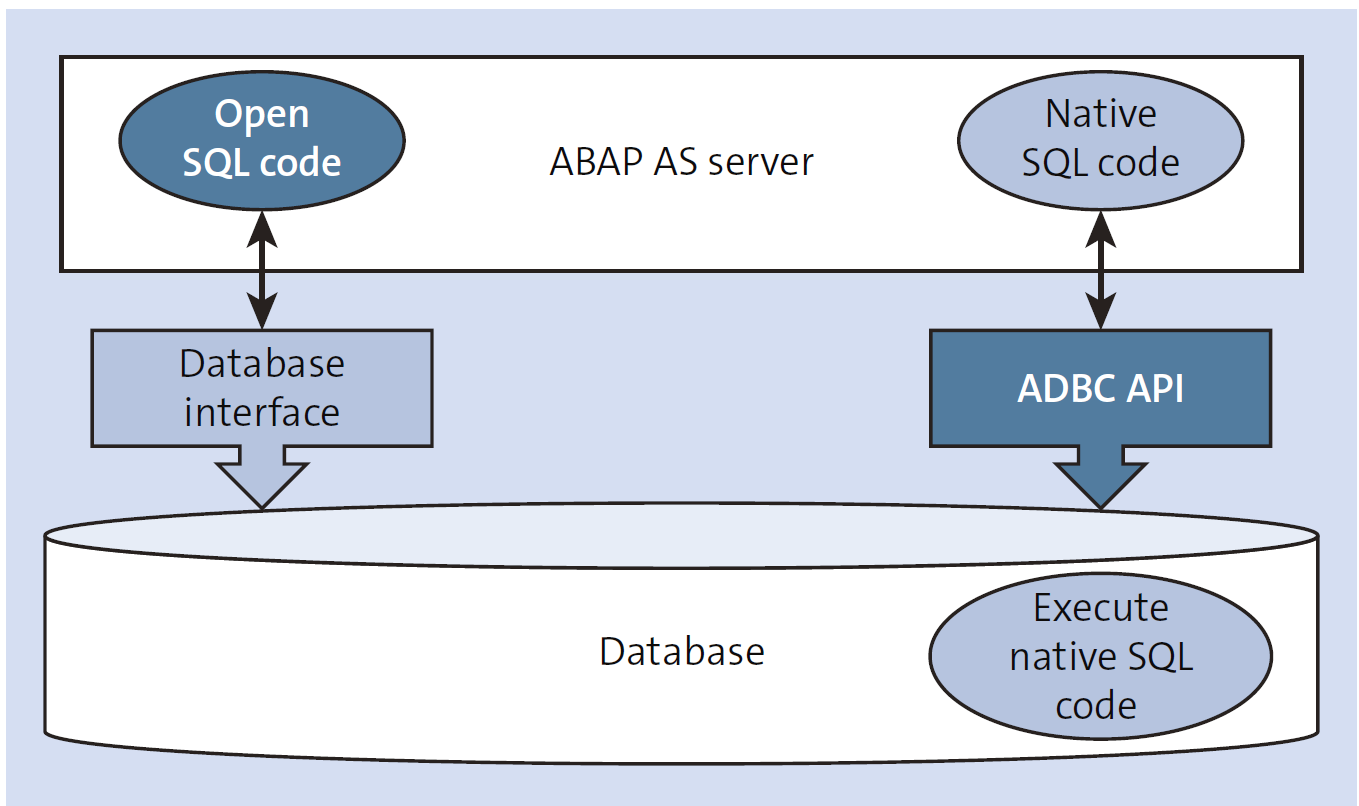 Open
SQL code
ABAP AS server
Native
SQL code
Database
interface
ADBC API
Database
Execute
native SQL
code